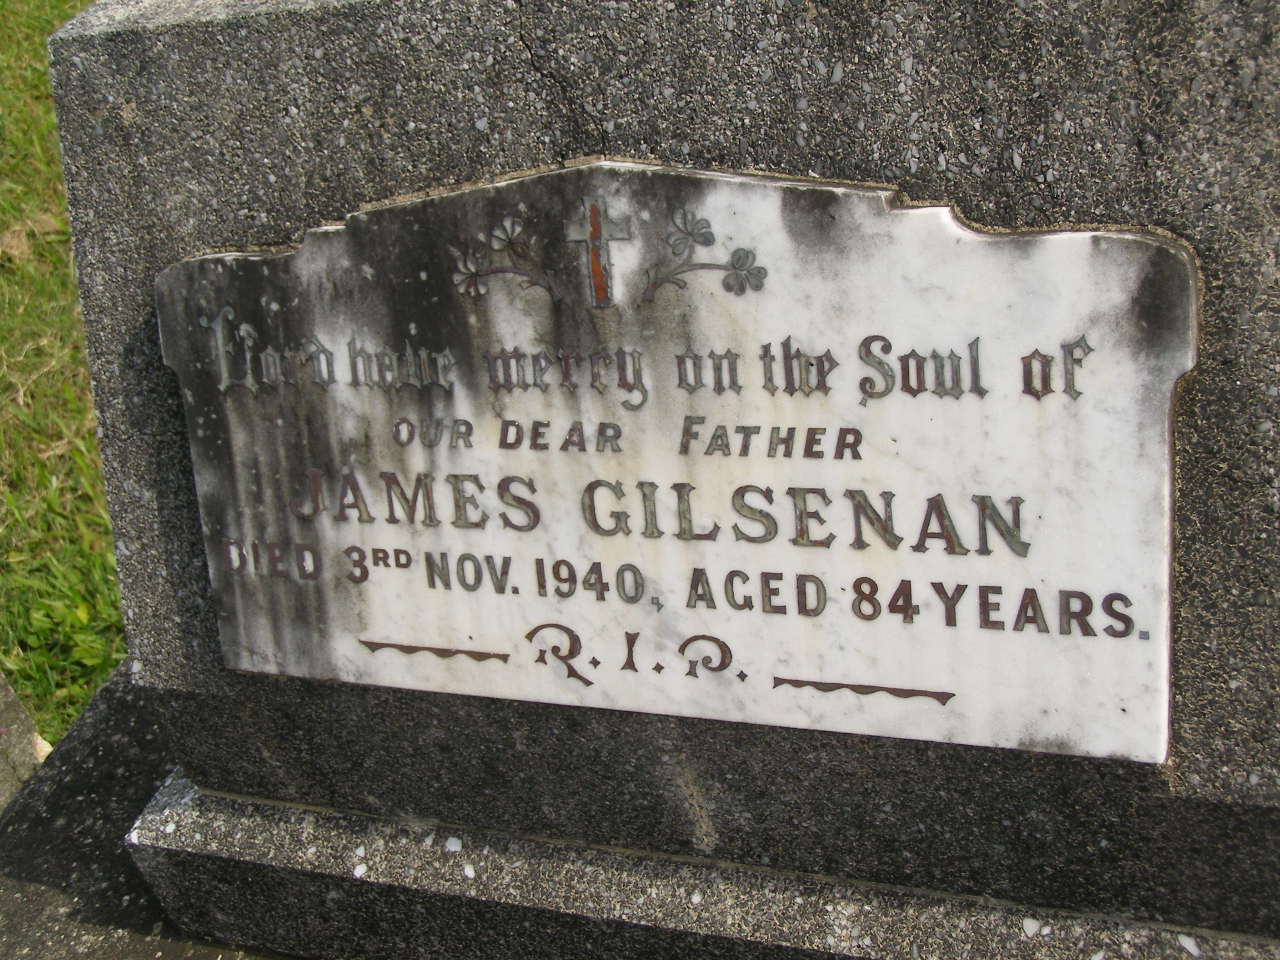 Lord have mercy on the Soul of
OUR DEAR FATHER
JAMES GILSENAN
DIED 3RD NOV. 1940, AGED 84 YEARS.
R. I. P.